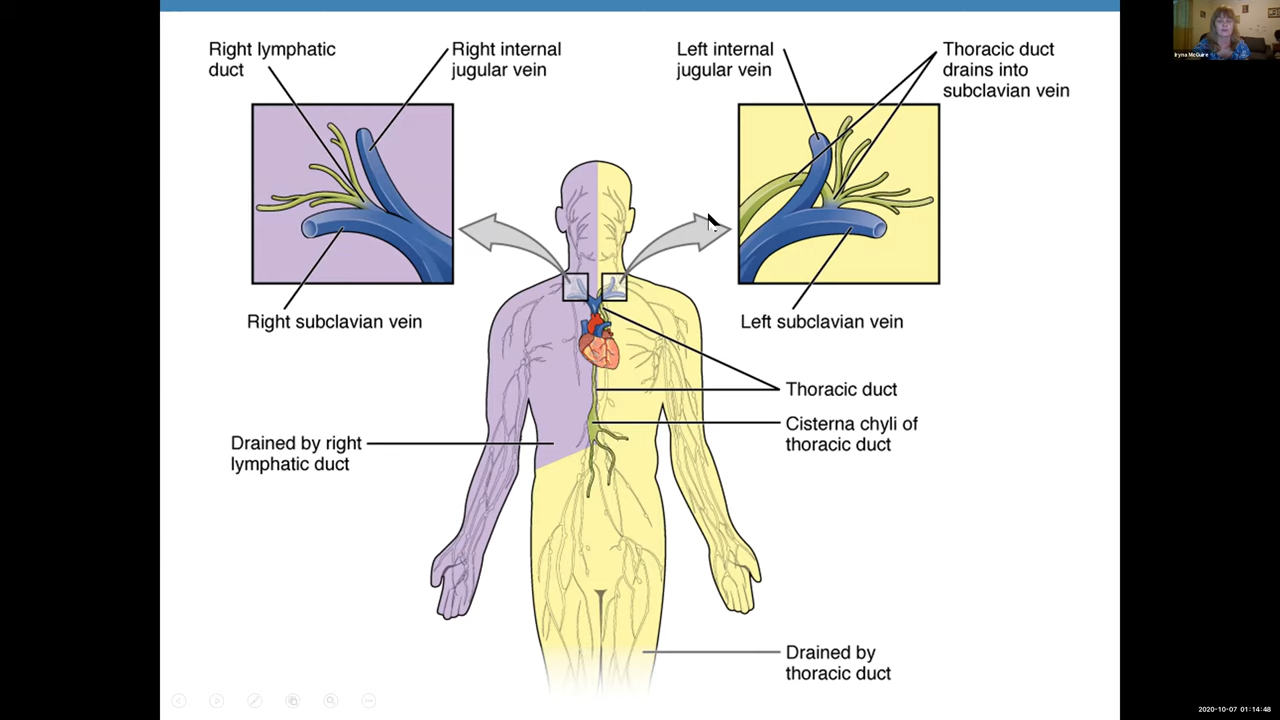 Right lymphatic
duct
Right internal
jugular vein
Left internal
jugular vein
Thoracic duct
drains into
subclavian vein
Iryna McGuire
Right subclavian vein
Left subclavian vein
Thoracic duct
Cisterna chyli of
thoracic duct
Drained by right
lymphatic duct
Drained by
thoracic duct
2020-10-07 01:14:48